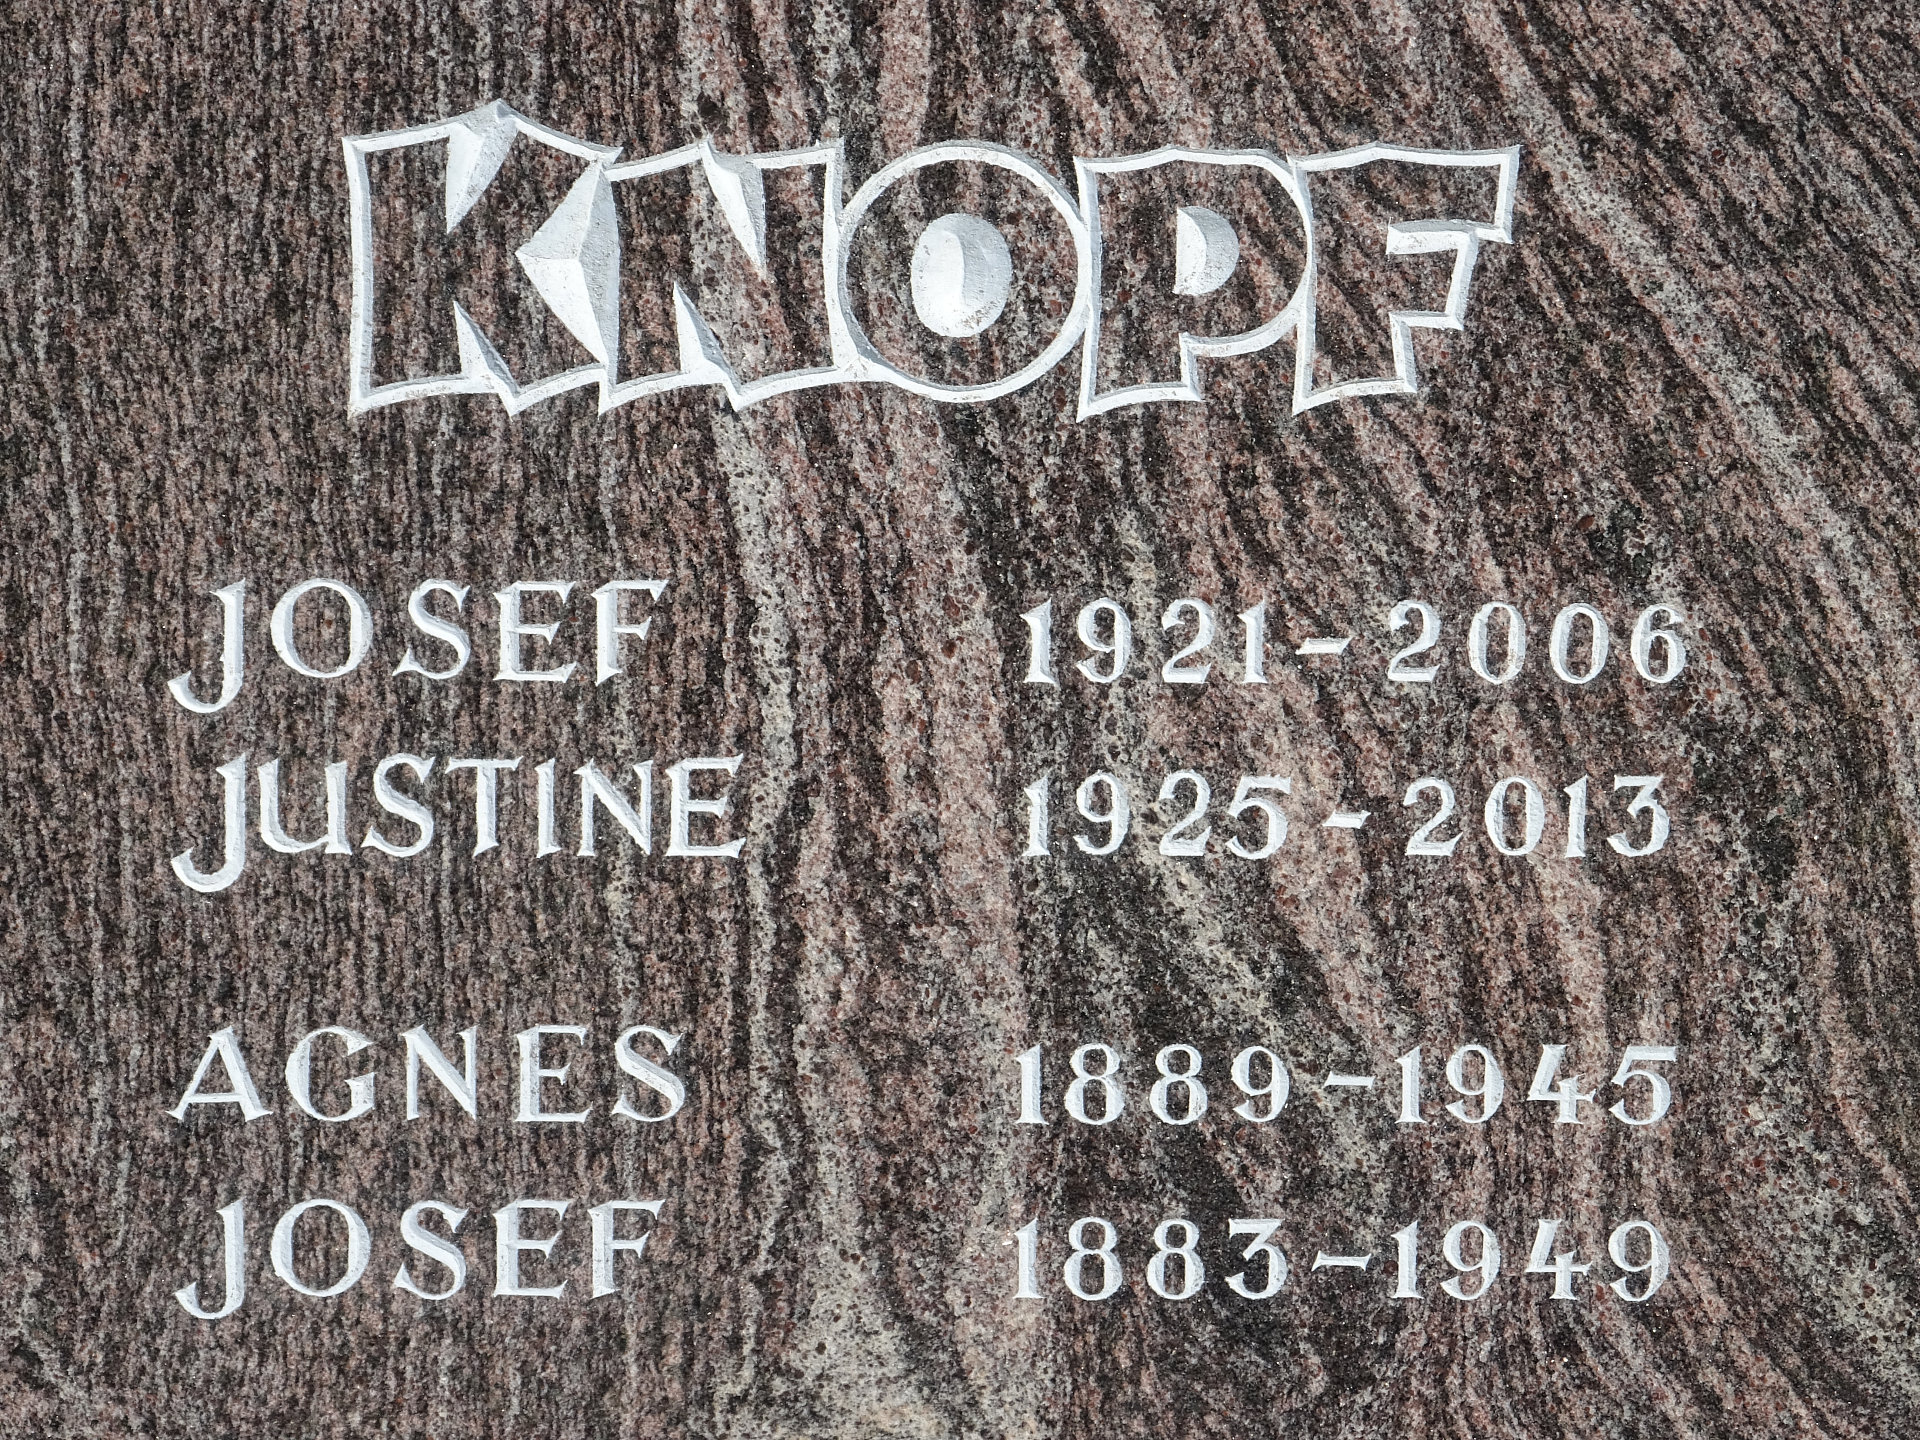 KNOPF
JOSEF 1921-2006
JUSTINE 1925-2013
AGNES 1889-1945
JOSEF 1883-1949